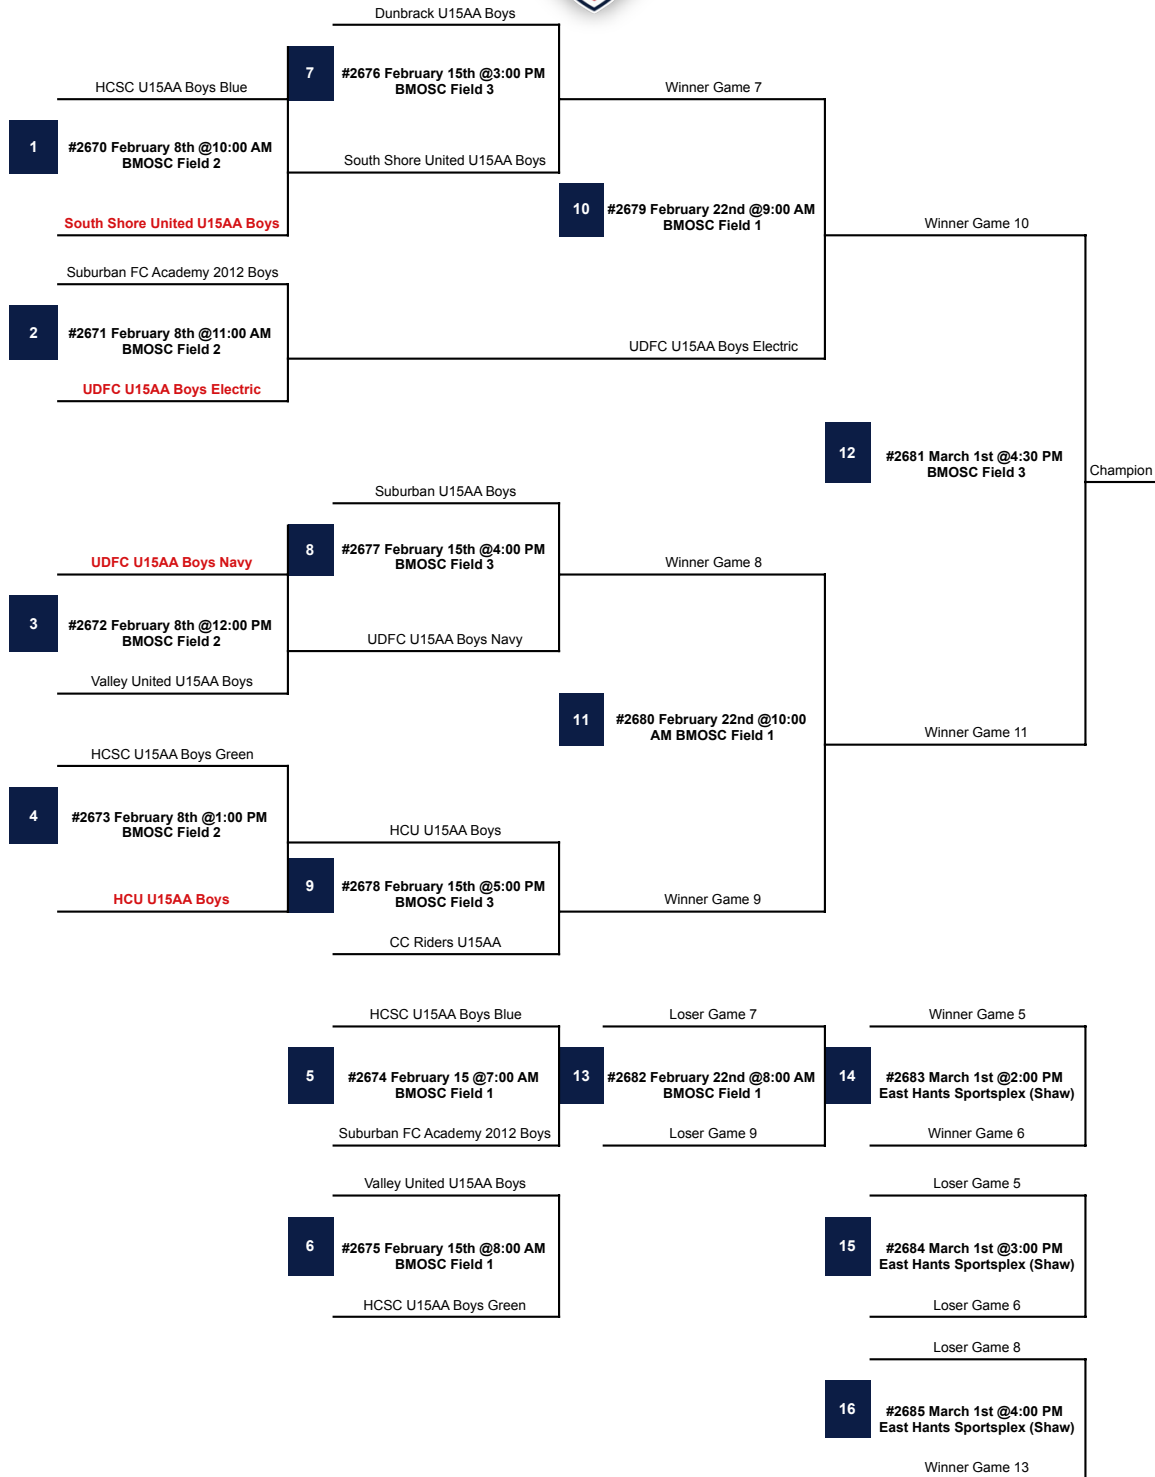 Dunbrack U15AA Boys
7
#2676 February 15th @3:00 PM
BMOSC Field 3
HCSC U15AA Boys Blue
Winner Game 7
1
#2670 February 8th @10:00 AM
BMOSC Field 2
South Shore United U15AA Boys
10
#2679 February 22nd @9:00 AM
BMOSC Field 1
South Shore United U15AA Boys
Winner Game 10
Suburban FC Academy 2012 Boys
2
#2671 February 8th @11:00 AM
BMOSC Field 2
UDFC U15AA Boys Electric
UDFC U15AA Boys Electric
12
#2681 March 1st @4:30 PM
BMOSC Field 3
Champion
Suburban U15AA Boys
8
#2677 February 15th @4:00 PM
BMOSC Field 3
UDFC U15AA Boys Navy
Winner Game 8
3
#2672 February 8th @12:00 PM
BMOSC Field 2
UDFC U15AA Boys Navy
Valley United U15AA Boys
11
#2680 February 22nd @10:00
AM BMOSC Field 1
Winner Game 11
HCSC U15AA Boys Green
4
#2673 February 8th @1:00 PM
BMOSC Field 2
HCU U15AA Boys
9
#2678 February 15th @5:00 PM
BMOSC Field 3
HCU U15AA Boys
Winner Game 9
CC Riders U15AA
HCSC U15AA Boys Blue
Loser Game 7
Winner Game 5
5
#2674 February 15 @7:00 AM
BMOSC Field 1
13
#2682 February 22nd @8:00 AM
BMOSC Field 1
14
#2683 March 1st @2:00 PM
East Hants Sportsplex (Shaw)
Suburban FC Academy 2012 Boys
Loser Game 9
Winner Game 6
Valley United U15AA Boys
Loser Game 5
6
#2675 February 15th @8:00 AM
BMOSC Field 1
15
#2684 March 1st @3:00 PM
East Hants Sportsplex (Shaw)
HCSC U15AA Boys Green
Loser Game 6
Loser Game 8
16
#2685 March 1st @4:00 PM
East Hants Sportsplex (Shaw)
Winner Game 13